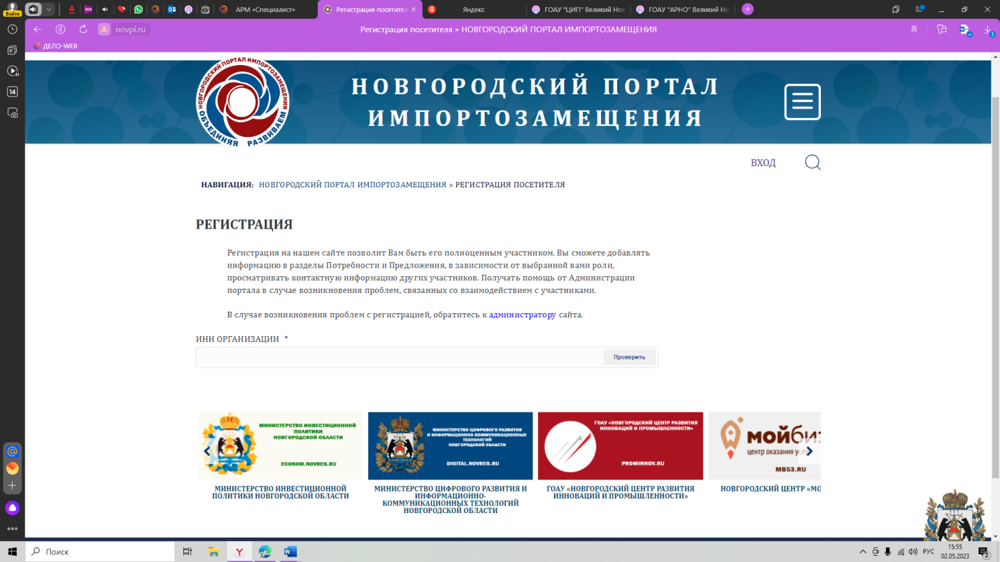 Войти
АРМ «Специалист»
Регистрация посетител
Яндекс
ГОАУ "ЦИП" Великий Нов
ГОАУ "АРНО" Великий Но
novpi.ru
Регистрация посетителя » НОВГОРОДСКИЙ ПОРТАЛ ИМПОРТОЗАМЕЩЕНИЯ
ДЕЛО-WEB
14
НОВГОРОДСКИЙ ПОРТАЛ ИМПОРТОЗАМЕЩЕНИЯ
ОБЪЕДИНЯЯ РАЗВИВАЕМ
НОВГОРОДСКИЙ ПОРТАЛ
ИМПОРТОЗАМЕЩЕНИЯ
ВХОД
НАВИГАЦИЯ: НОВГОРОДСКИЙ ПОРТАЛ ИМПОРТОЗАМЕЩЕНИЯ » РЕГИСТРАЦИЯ ПОСЕТИТЕЛЯ
РЕГИСТРАЦИЯ
Регистрация на нашем сайте позволит Вам быть его полноценным участником. Вы сможете добавлять
информацию в разделы Потребности и Предложения, в зависимости от выбранной вами роли,
просматривать контактную информацию других участников. Получать помощь от Администрации
портала в случае возникновения проблем, связанных со взаимодействием с участниками.
В случае возникновения проблем с регистрацией, обратитесь к администратору сайта.
ИНН ОРГАНИЗАЦИИ *
Проверить
МИНИСТЕРСТВО ИНВЕСТИЦИОННОЙ
ПОЛИТИКИ
НОВГОРОДСКОЙ ОБЛАСТИ
ECONOM.NOVREG.RU
МИНИСТЕРСТВО ЦИФРОВОГО РАЗВИТИЯ
И ИНФОРМАЦИОННО-КОММУНИКАЦИОННЫХ
ТЕХНОЛОГИЙ
НОВГОРОДСКОЙ ОБЛАСТИ
DIGITAL.NOVREG.RU
ГОАУ «НОВГОРОДСКИЙ ЦЕНТР РАЗВИТИЯ
ИННОВАЦИЙ И ПРОМЫШЛЕННОСТИ»
PROMINNOV.RU
мойбиз
центр оказания услу
MB53.RU
МИНИСТЕРСТВО ИНВЕСТИЦИОННОЙ
ПОЛИТИКИ НОВГОРОДСКОЙ ОБЛАСТИ
МИНИСТЕРСТВО ЦИФРОВОГО РАЗВИТИЯ И
ИНФОРМАЦИОННО-
КОММУНИКАЦИОННЫХ ТЕХНОЛОГИЙ
НОВГОРОДСКОЙ ОБЛАСТИ
ГОАУ «НОВГОРОДСКИЙ ЦЕНТР РАЗВИТИЯ
ИННОВАЦИЙ И ПРОМЫШЛЕННОСТИ»
НОВГОРОДСКИЙ ЦЕНТР «МО
Поиск
РУС
15:55
02.05.2023
2